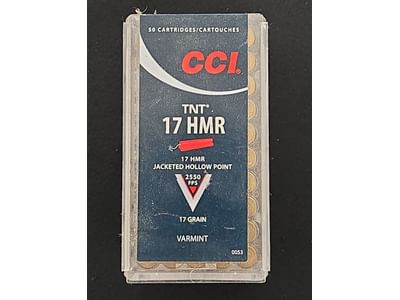 50 CARTRIDGES/CARTOUCHES
CCI®
TNT®
17 HMR
17 HMR
JACKETED HOLLOW POINT
2550
FPS
17 GRAIN
VARMINT
0053